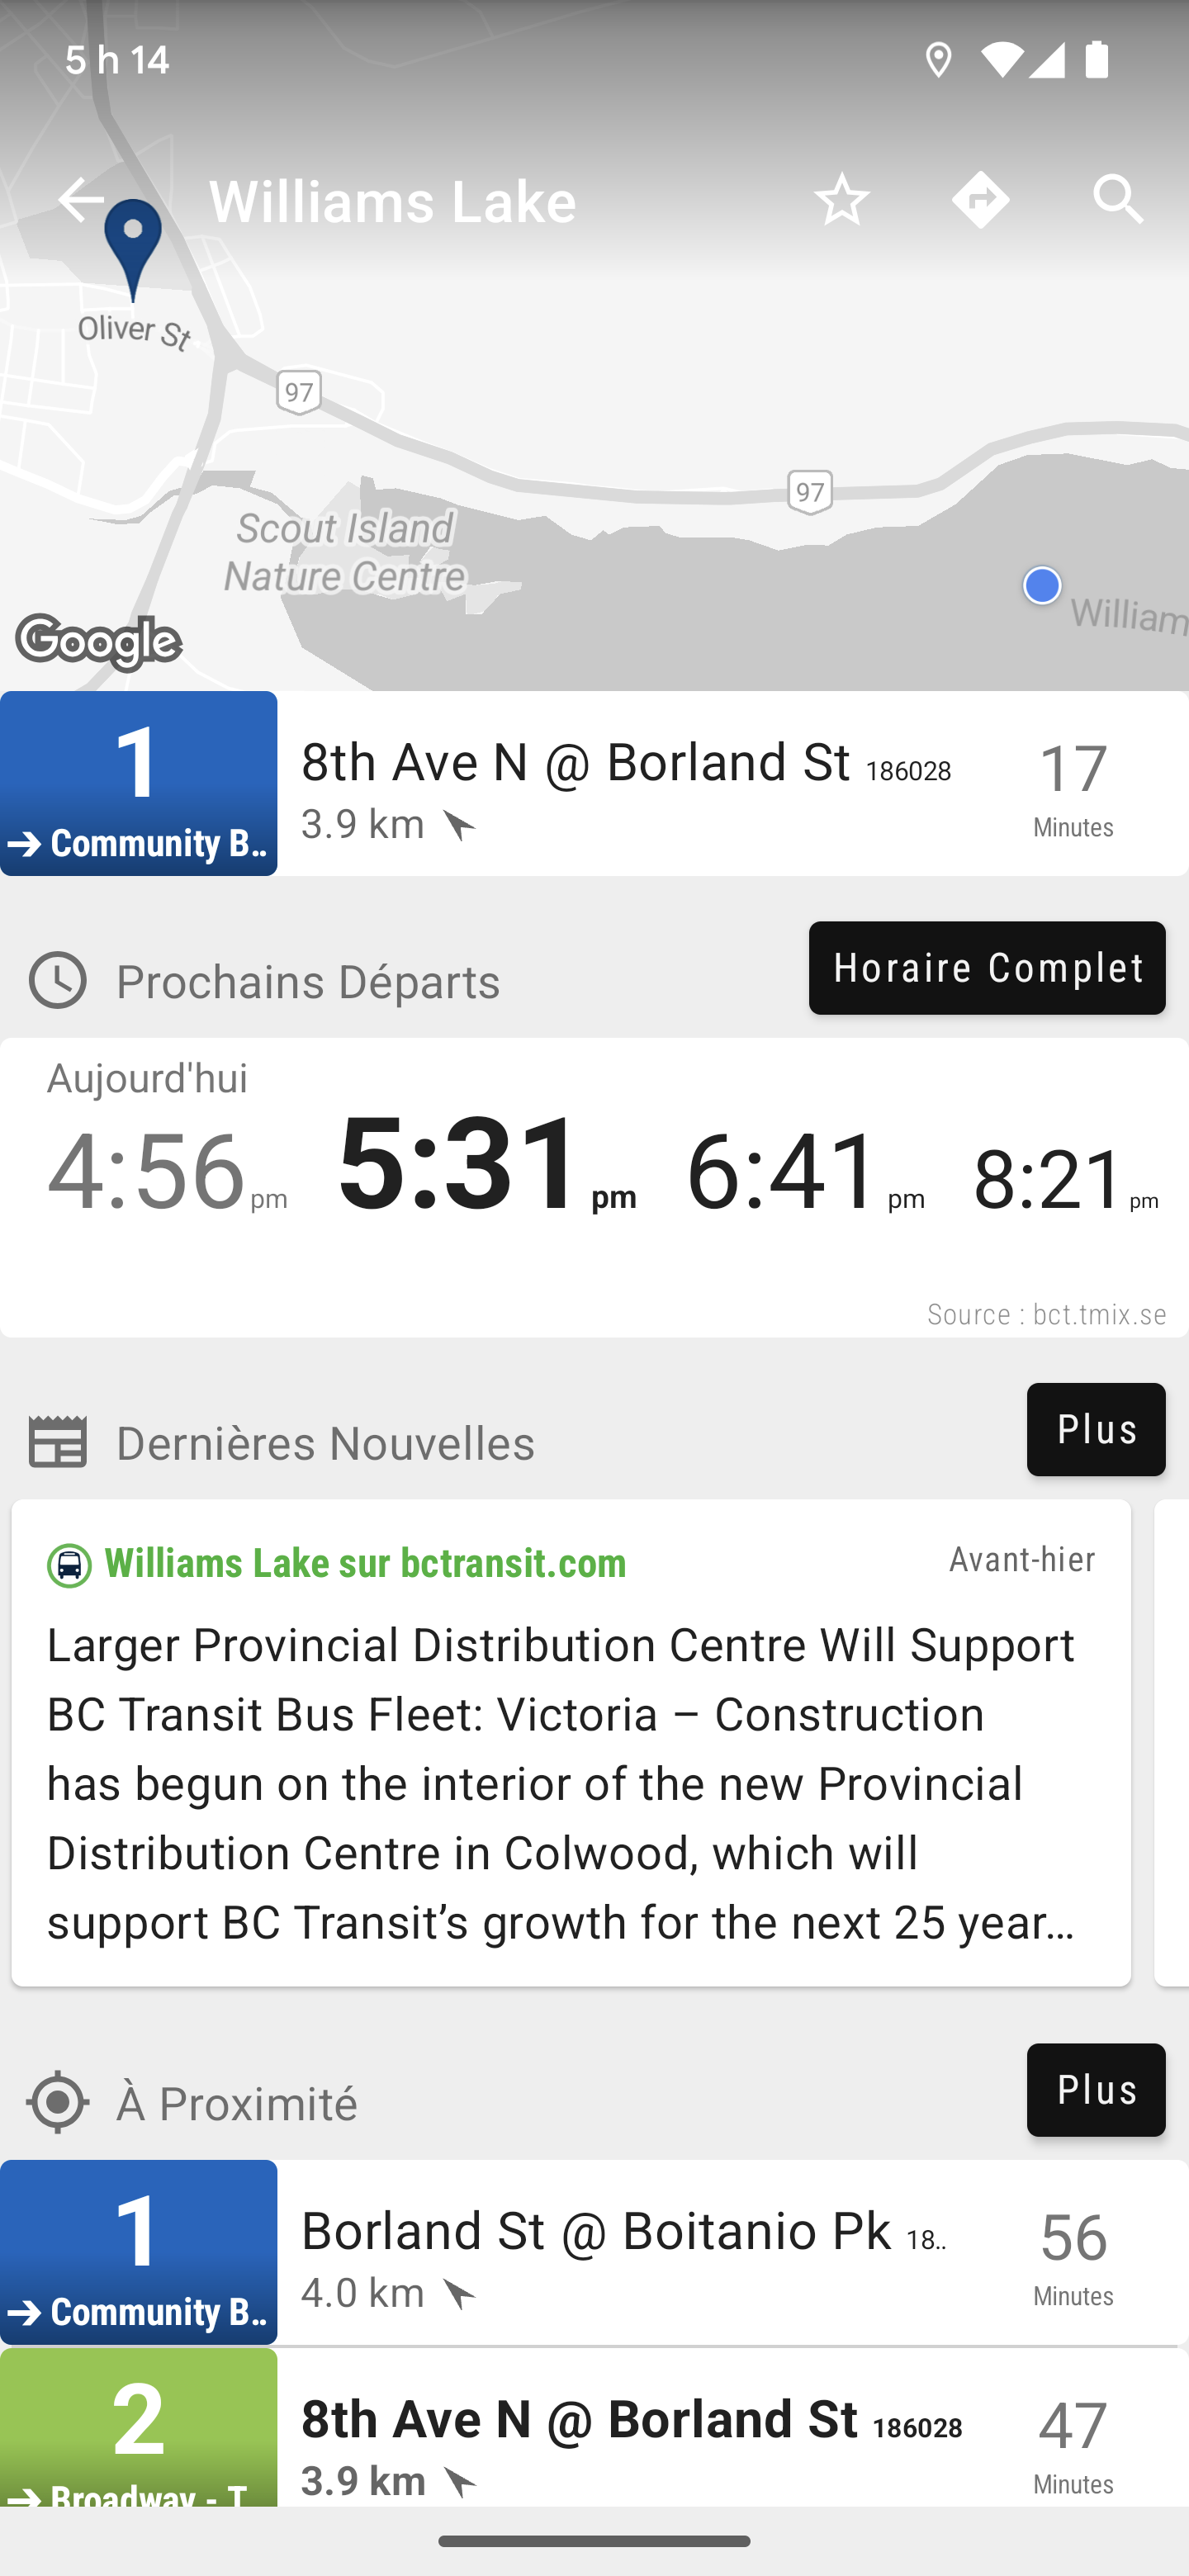 5 h 14
Williams Lake
Oliver St
97
97
Scout Island
Nature Centre
William
Google
1
8th Ave N @ Borland St 186028
17
3.9 km
Minutes
→ Community B..
Prochains Départs
Horaire Complet
Aujourd'hui
4:56 pm 5:31 pm 6:41 pm 8:21 pm
Source : bct.tmix.se
Dernières Nouvelles
Plus
Williams Lake sur bctransit.com
Avant-hier
Larger Provincial Distribution Centre Will Support
BC Transit Bus Fleet: Victoria – Construction
has begun on the interior of the new Provincial
Distribution Centre in Colwood, which will
support BC Transit’s growth for the next 25 year…
À Proximité
Plus
1
Borland St @ Boitanio Pk 18..
56
4.0 km
Minutes
→ Community B..
2
8th Ave N @ Borland St 186028
47
3.9 km
Minutes
→ Broadway - T